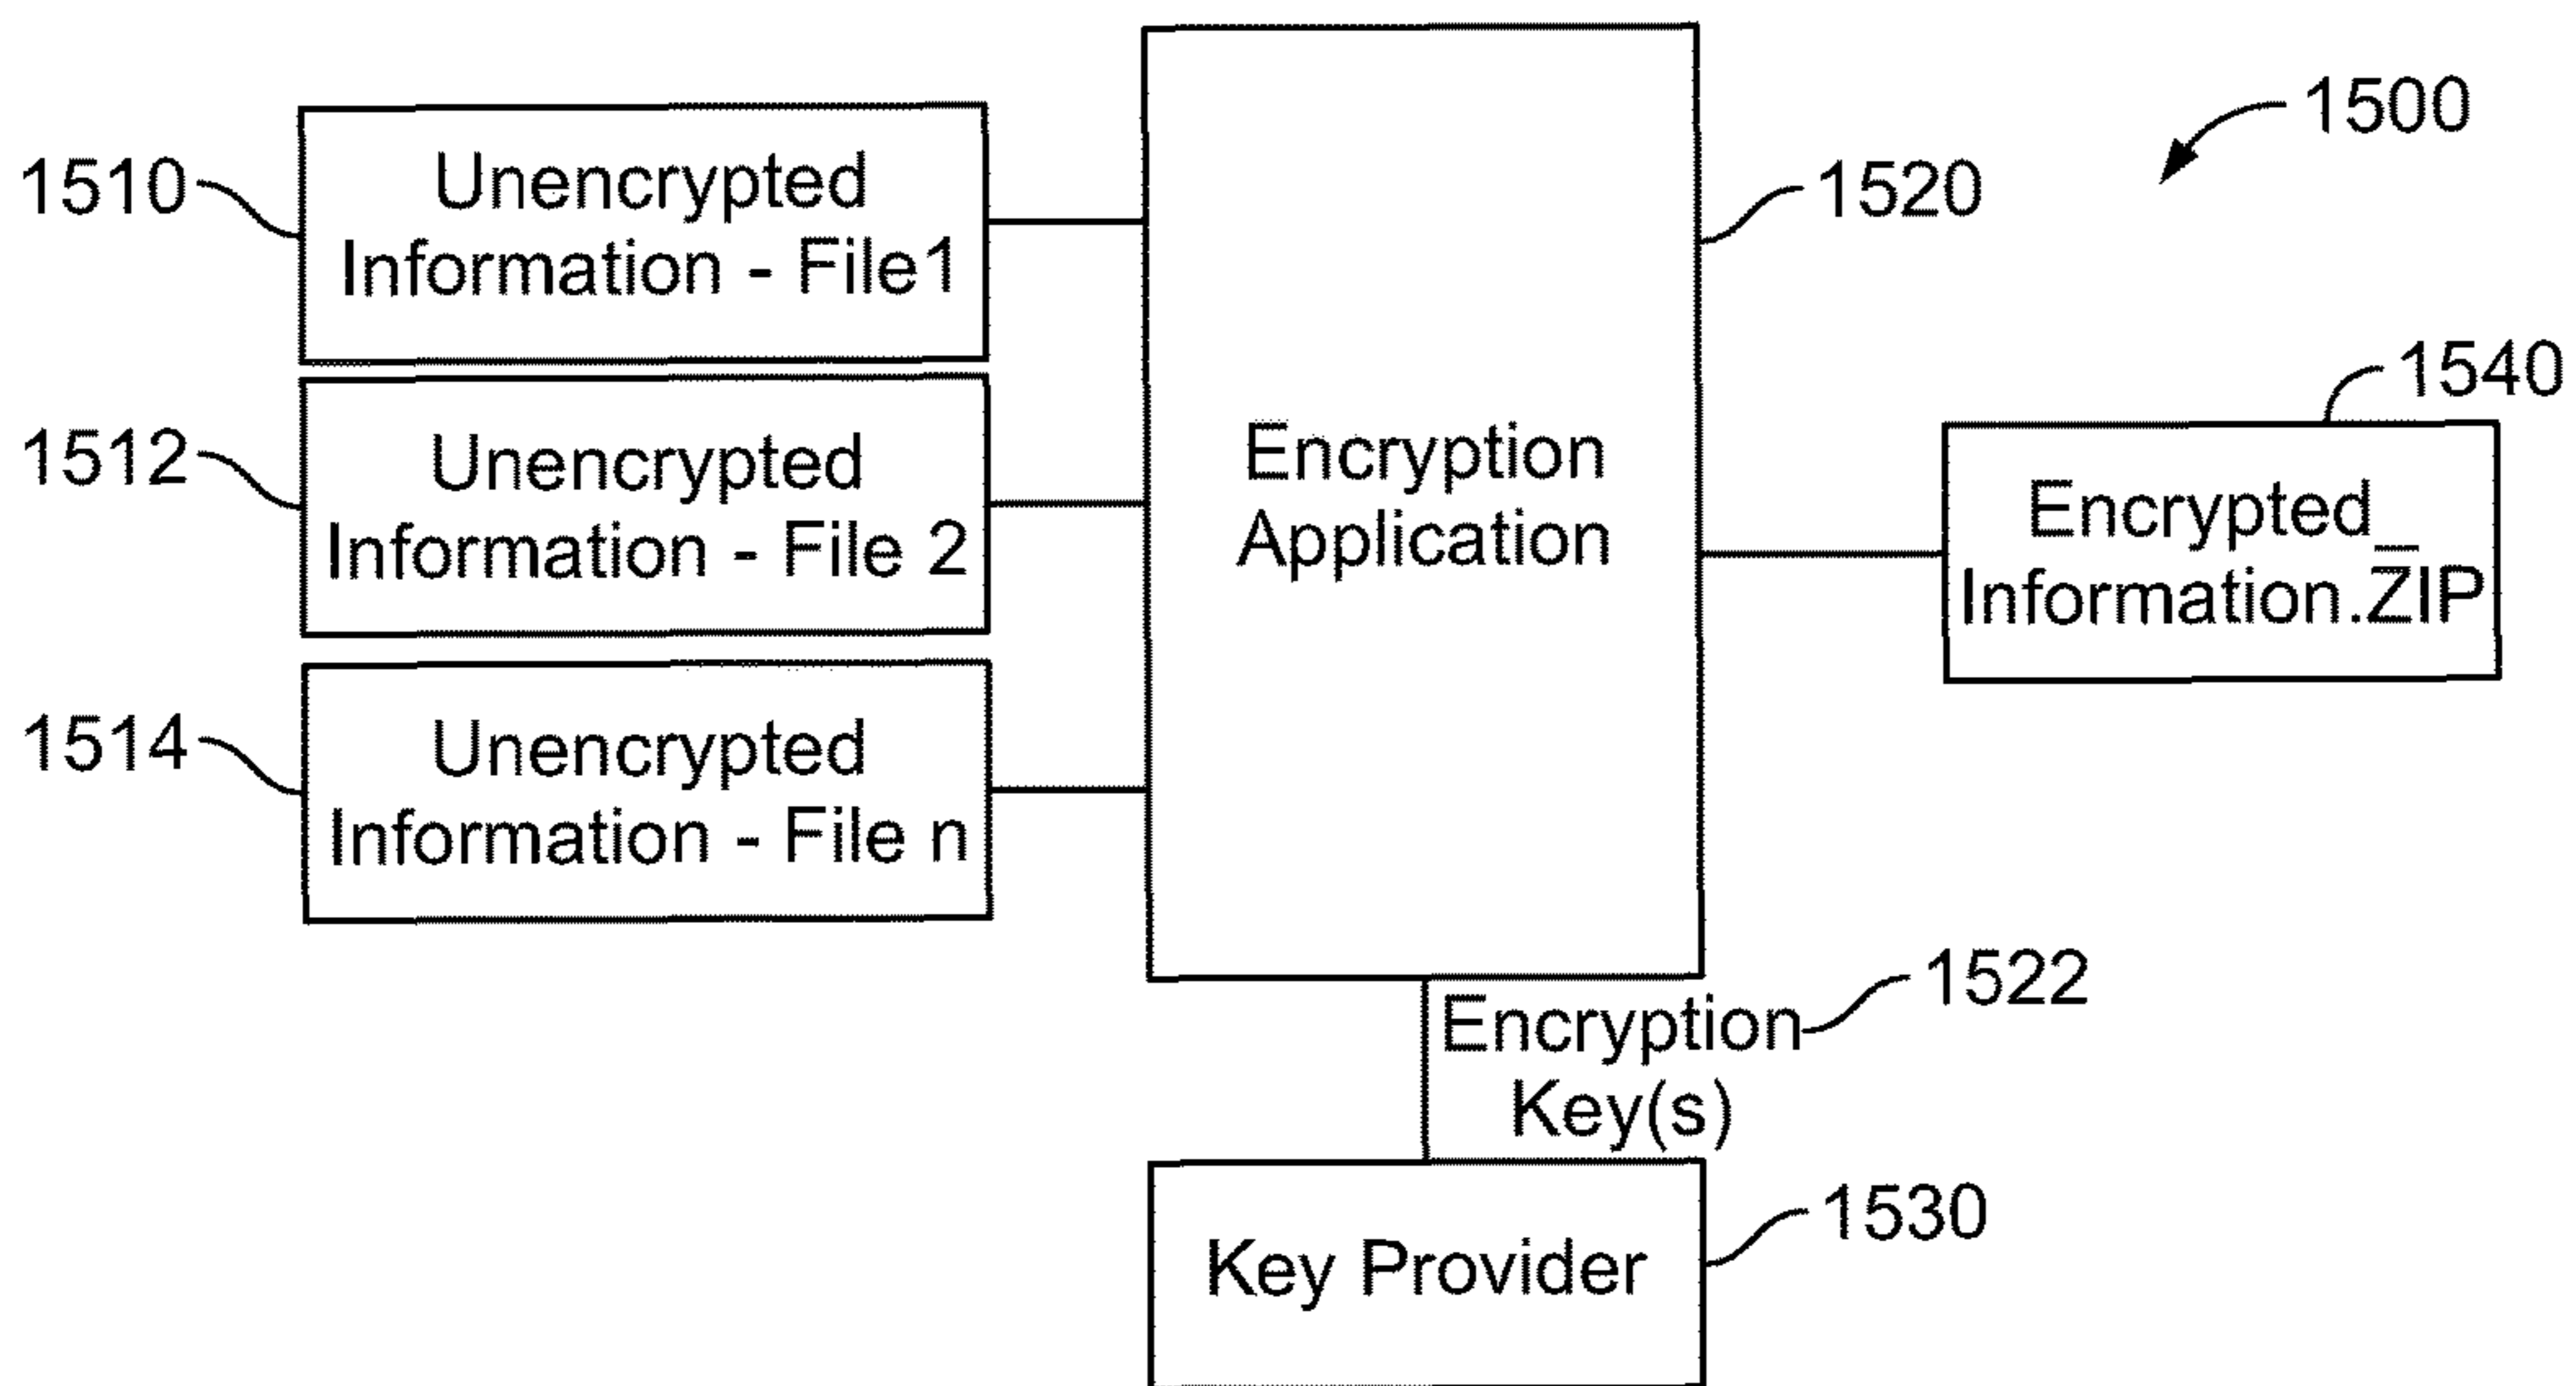 1500
1510
Unencrypted
Information - File1
1520
1540
1512
Unencrypted
Information - File 2
Encryption
Application
Encrypted_
Information.ZIP
1514
Unencrypted
Information - File n
1522
Encryption
Key(s)
1530
Key Provider